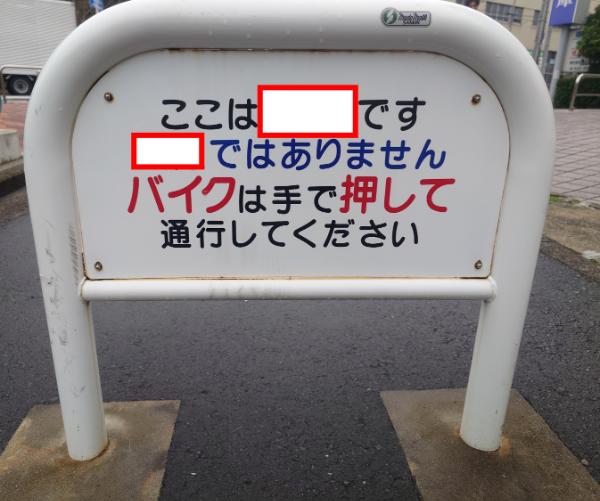 ここは です
ではありません
バイクは手で押して
通行してください